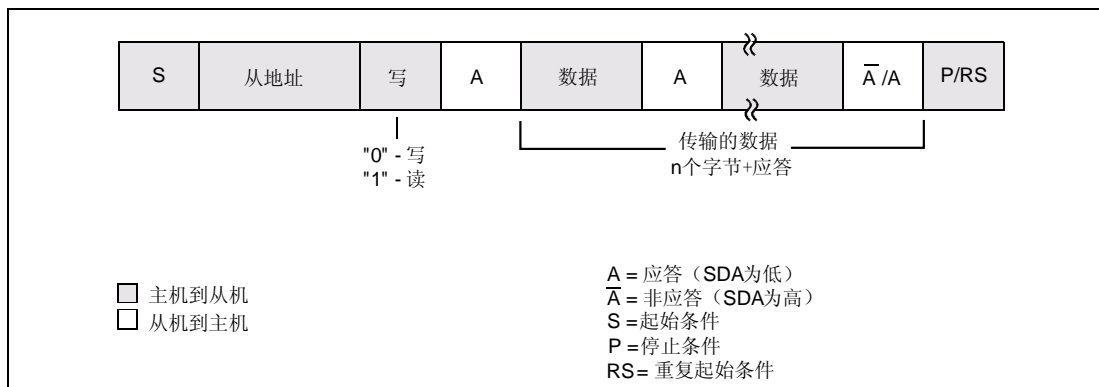 S 从地址 写 A 数据 A 数据 A̅ /A P/RS
"0" - 写
"1" - 读
传输的数据
n个字节+应答
主机到从机
从机到主机
A = 应答（SDA为低）
A̅ = 非应答（SDA为高）
S =起始条件
P =停止条件
RS= 重复起始条件